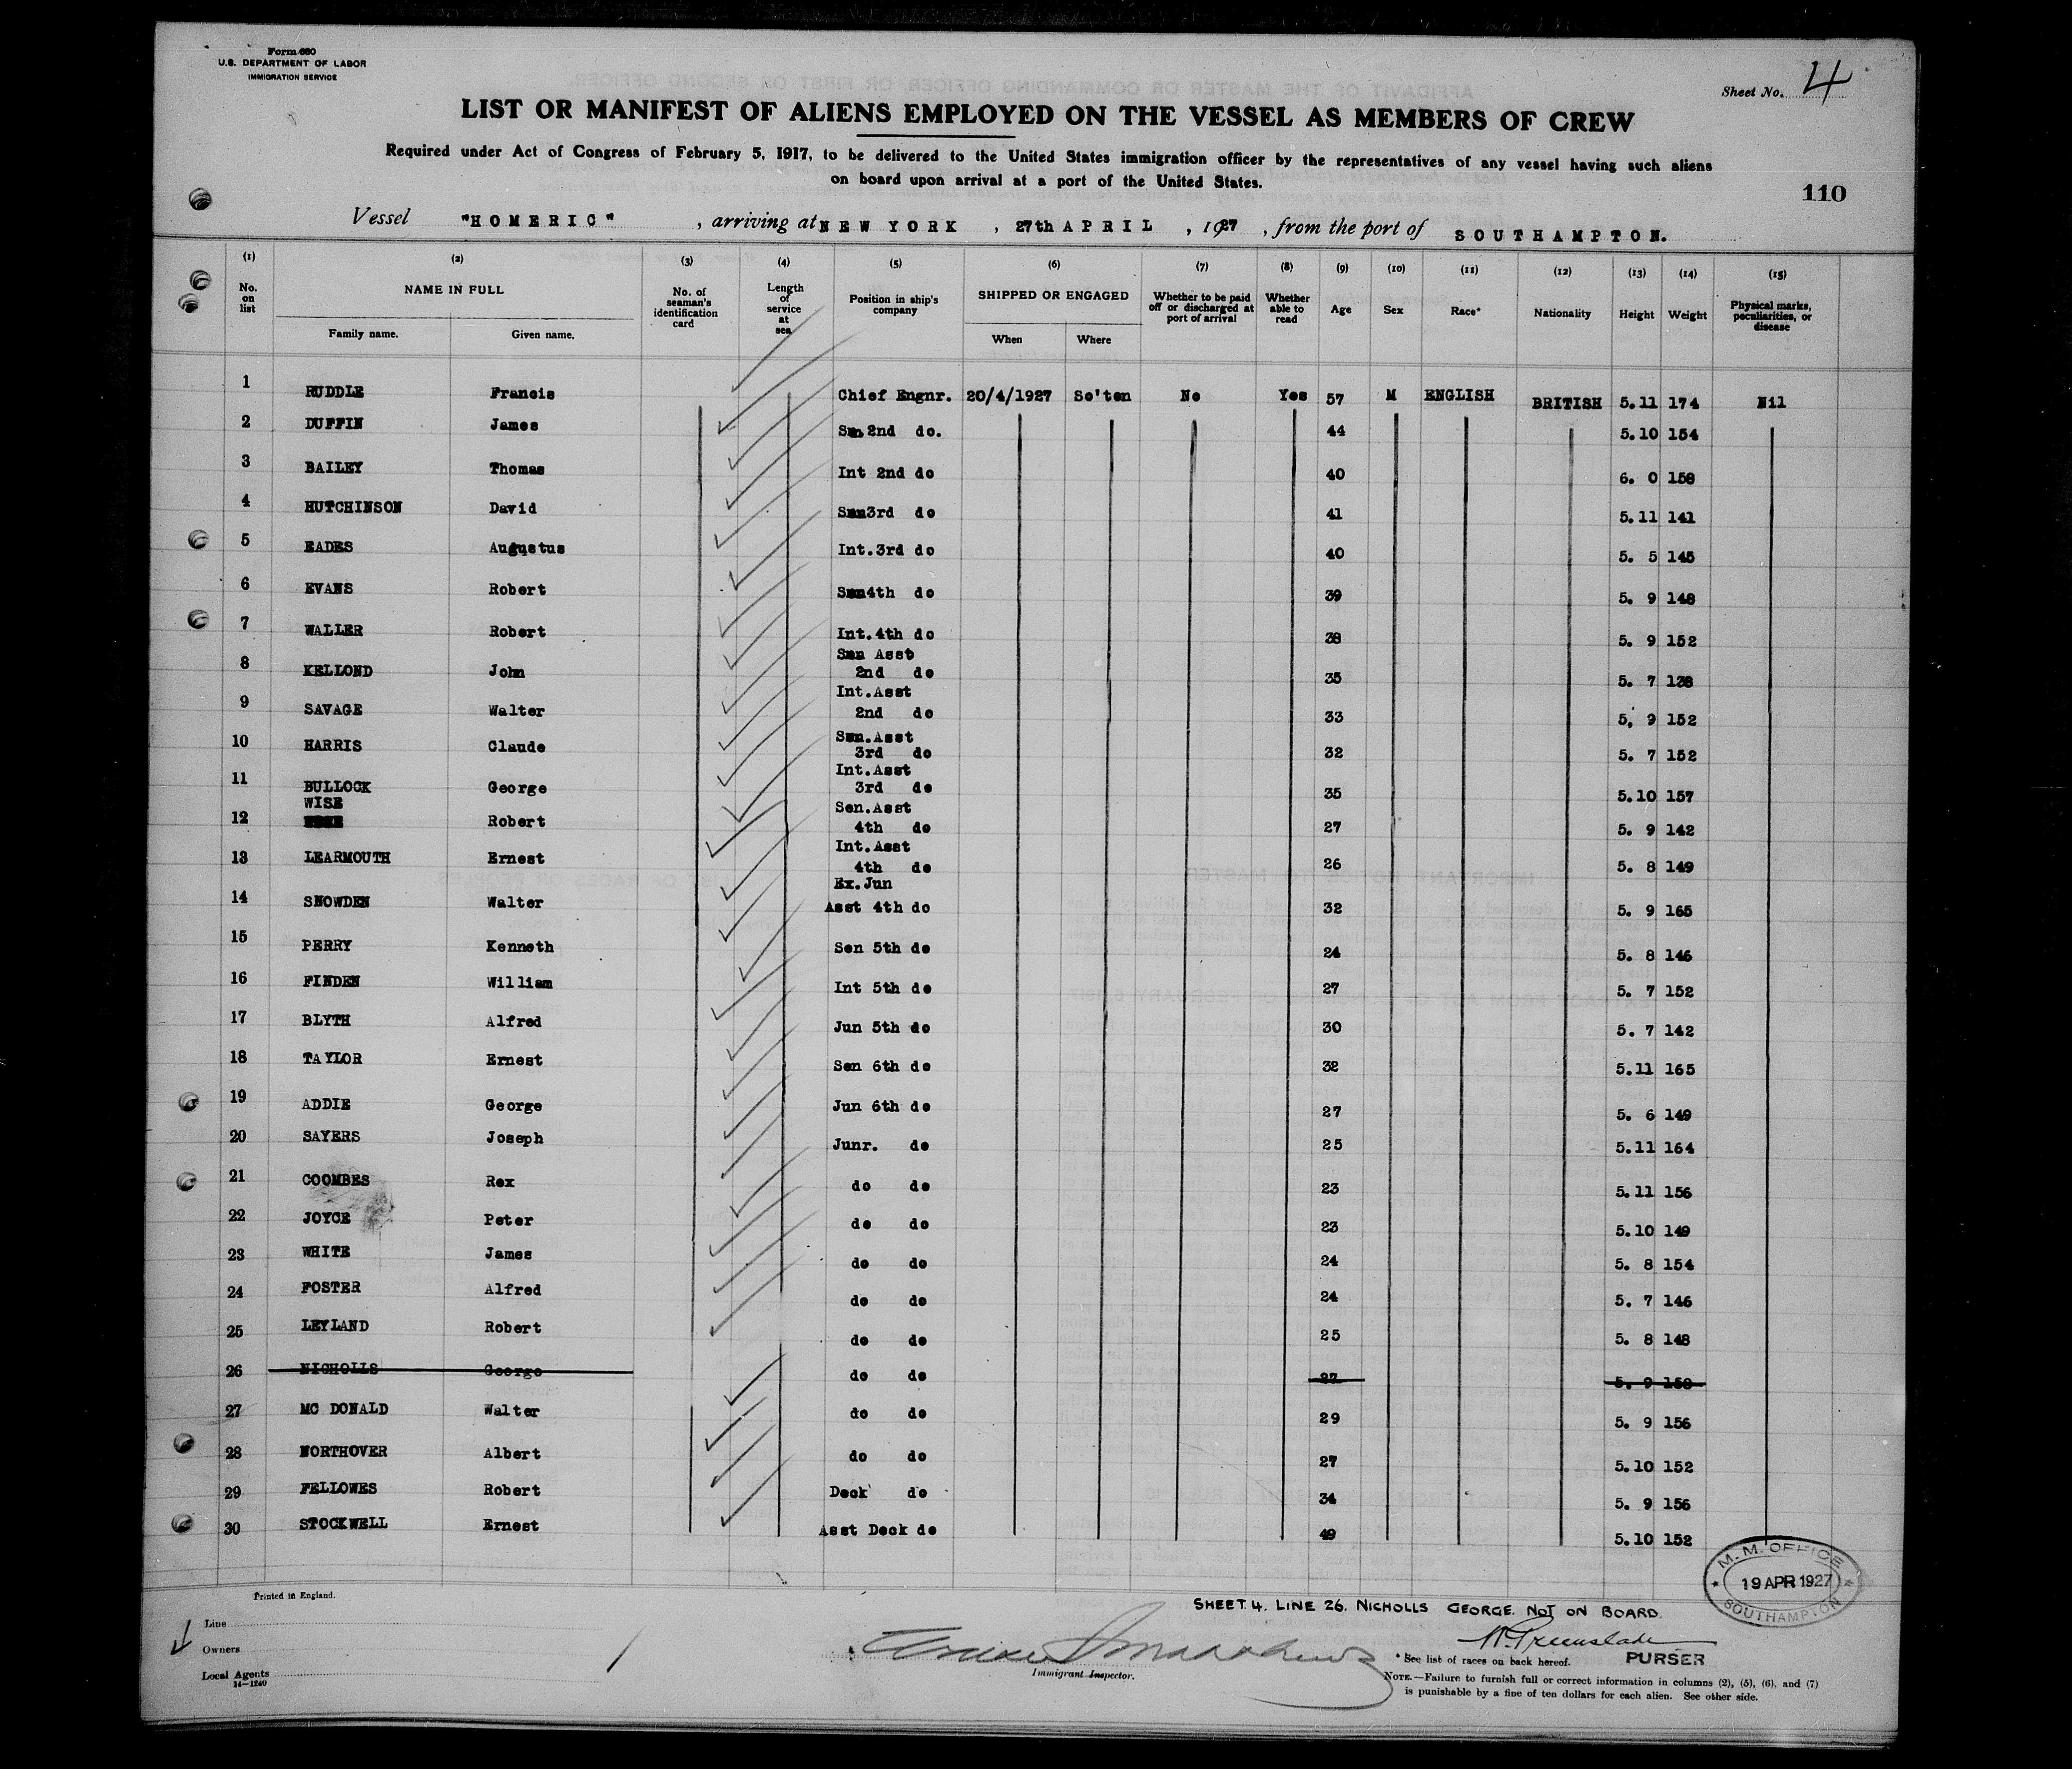 Form 680
U.S. DEPARTMENT OF LABOR
IMMIGRATION SERVICE
Sheet No. 4
LIST OR MANIFEST OF ALIENS EMPLOYED ON THE VESSEL AS MEMBERS OF CREW
Required under Act of Congress of February 5, 1917, to be delivered to the United States immigration officer by the representatives of any vessel having such aliens
on board upon arrival at a port of the United States.
110
Vessel "HOMERIC", arriving at NEW YORK, 27th APRIL, 1927, from the port of SOUTHAMPTON.
(1) (2) (3) (4) (5) (6) (7) (8) (9) (10) (11) (12) (13) (14) (15)
No. on list NAME IN FULL Family name. Given name. No. of seaman's identification card Length of service at sea Position in ship's company SHIPPED OR ENGAGED When Where Whether to be paid off or discharged at port of arrival Whether able to read Age Sex Race* Nationality Height Weight Physical marks, peculiarities, or disease
1 RUDDLE Francis Chief Engnr. 20/4/1927 So'ton No Yes 57 M ENGLISH BRITISH 5.11 174 Nil
2 DUFFIN James 2nd do. 44 5.10 154
3 BAILEY Thomas Int 2nd do 40 6. 0 158
4 HUTCHINSON David 3rd do 41 5.11 141
5 EADES Augustus Int.3rd do 40 5. 5 145
6 EVANS Robert 4th do 39 5. 9 148
7 WALLER Robert Int.4th do 38 5. 9 152
8 KELLOND John Asst 2nd do 35 5. 7 138
9 SAVAGE Walter Int.Asst 2nd do 33 5, 9 152
10 HARRIS Claude Asst 3rd do 32 5. 7 152
11 BULLOCK George Int.Asst 3rd do 35 5.10 157
12 WISE Robert Sen.Asst 4th do 27 5. 9 142
13 LEARMOUTH Ernest Int.Asst 4th do 26 5. 8 149
14 SNOWDEN Walter Ex.Jun Asst 4th do 32 5. 9 165
15 PERRY Kenneth Sen 5th do 24 5. 8 146
16 FINDEN William Int 5th do 27 5. 7 152
17 BLYTH Alfred Jun 5th do 30 5. 7 142
18 TAYLOR Ernest Sen 6th do 32 5.11 165
19 ADDIE George Jun 6th do 27 5. 6 149
20 SAYERS Joseph Junr. do 25 5.11 164
21 COOMBES Rex do do 23 5.11 156
22 JOYCE Peter do do 23 5.10 149
23 WHITE James do do 24 5. 8 154
24 FOSTER Alfred do do 24 5. 7 146
25 LEYLAND Robert do do 25 5. 8 148
26 NICHOLLS George do do 27 5. 9
27 MC DONALD Walter do do 29 5. 9 156
28 NORTHOVER Albert do do 27 5.10 152
29 FELLOWES Robert Deck do 34 5. 9 156
30 STOCKWELL Ernest Asst Deck do 49 5.10 152
M. M. OFFICE
19 APR 1927
SOUTHAMPTON
Printed in England.
SHEET. 4. LINE 26. NICHOLLS GEORGE. NOT ON BOARD.
Line
Owners
Local Agents
14—1240
Immigrant Inspector.
PURSER
* See list of races on back hereof.
NOTE.—Failure to furnish full or correct information in columns (2), (5), (6), and (7)
is punishable by a fine of ten dollars for each alien. See other side.